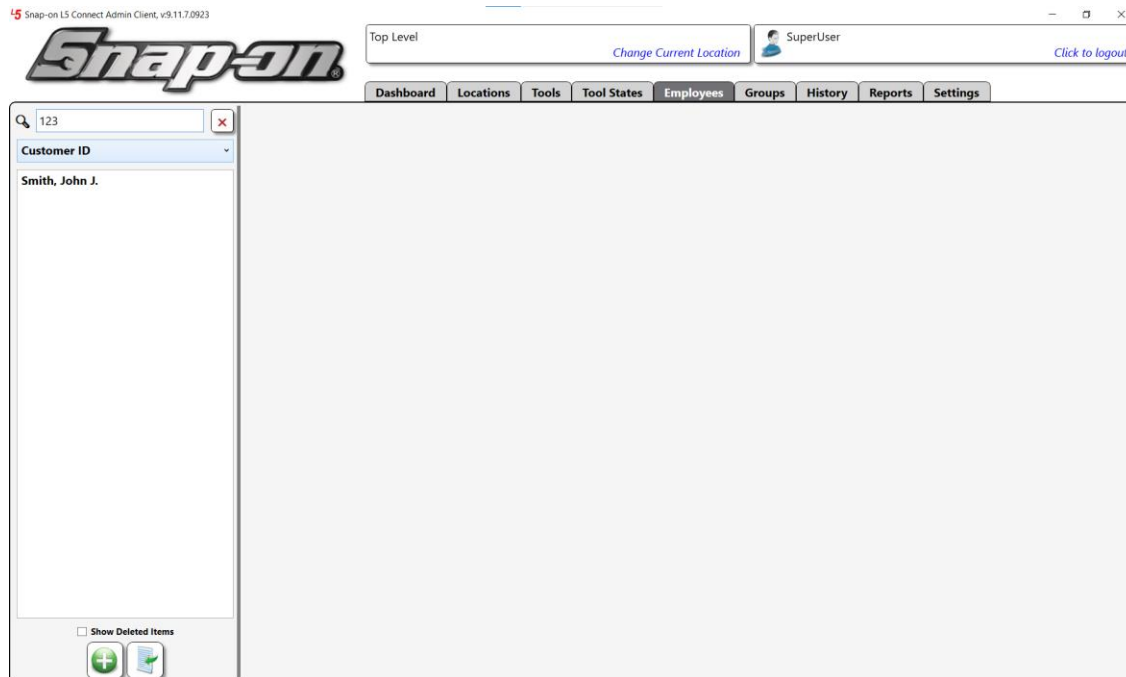 L5 Snap-on L5 Connect Admin Client, v:9.11.7.0923
Snap-on®
Top Level
Change Current Location
SuperUser
Click to logout
Dashboard Locations Tools Tool States Employees Groups History Reports Settings
123
Customer ID
Smith, John J.
Show Deleted Items